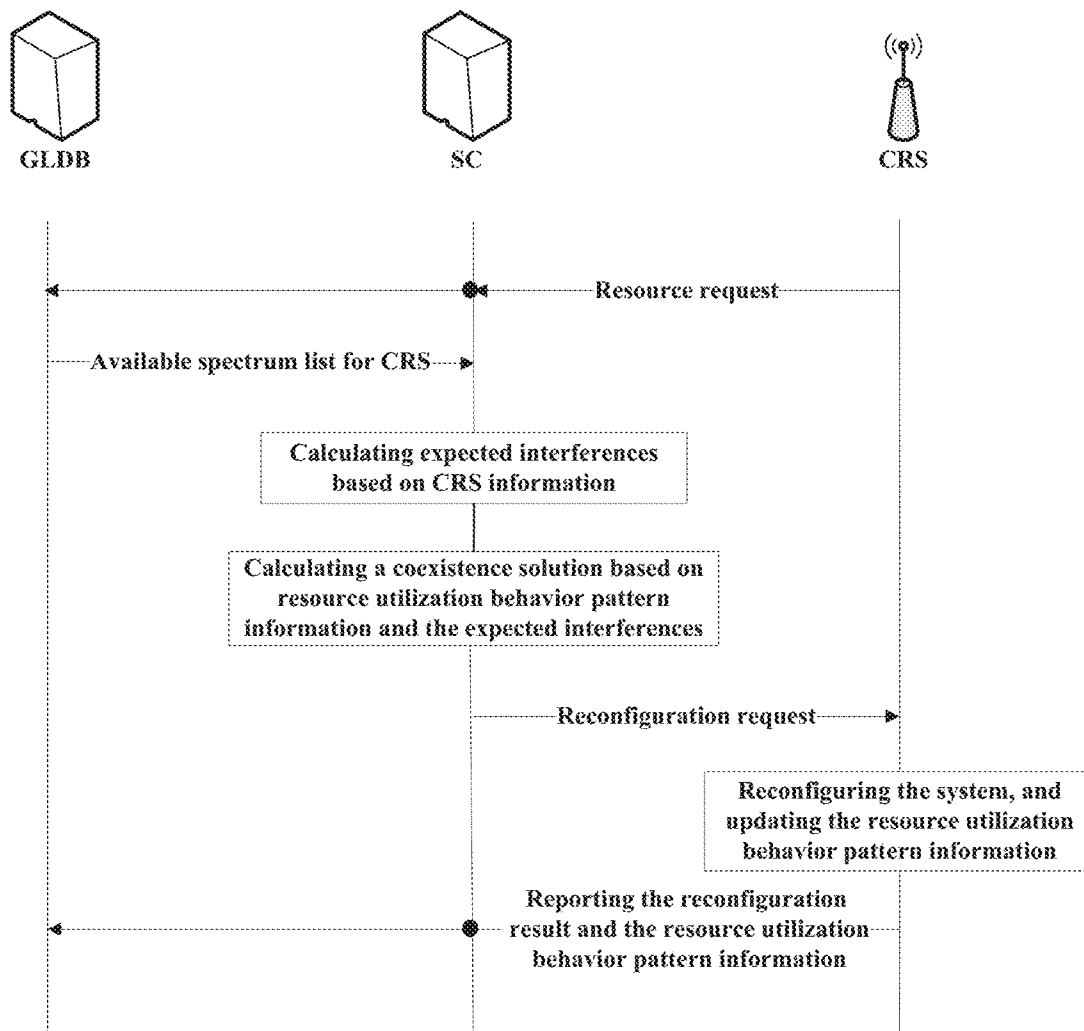 GLDB
SC
CRS
Resource request
Available spectrum list for CRS
Calculating expected interferences
based on CRS information
Calculating a coexistence solution based on
resource utilization behavior pattern
information and the expected interferences
Reconfiguration request
Reconfiguring the system, and
updating the resource utilization
behavior pattern information
Reporting the reconfiguration
result and the resource utilization
behavior pattern information